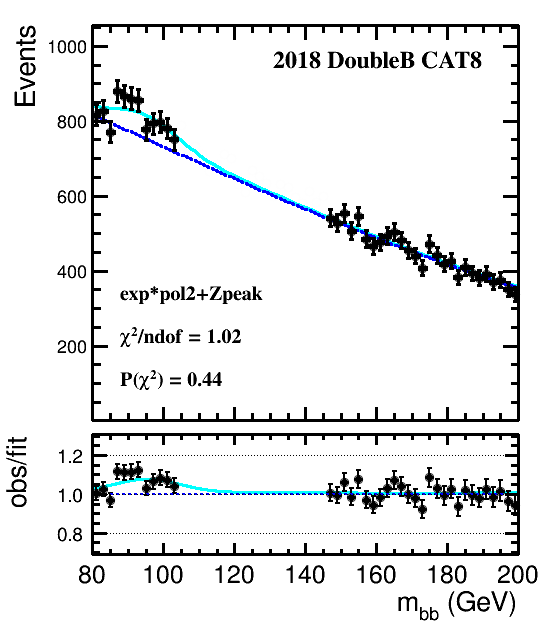 Events
1000
800
600
400
200
2018 DoubleB CAT8
exp*pol2+Zpeak
χ²/ndof = 1.02
P(χ²) = 0.44
obs/fit
1.2
1.0
0.8
80 100 120 140 160 180 200
m_bb (GeV)